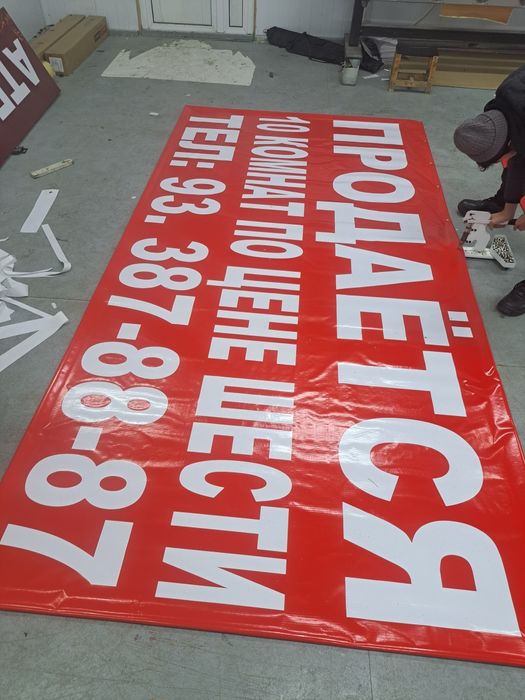 ПРОДАЁТСЯ
10 КОМНАТ ПО ЦЕНЕ ШЕСТИ
ТЕЛ: 93. 387-88-87